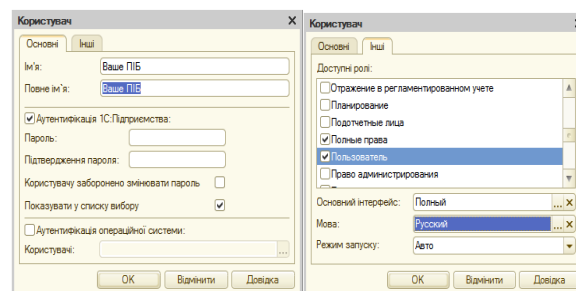 Користувач X
Основні Інші
Ім'я: Ваше ПІБ
Повне ім`я: Ваше ПІБ
Аутентифікація 1С:Підприємства:
Пароль:
Підтвердження пароля:
Користувачу заборонено змінювати пароль
Показувати у списку вибору
Аутентифікація операційної системи:
Користувачі: ...
OK Відмінити Довідка
Користувач
Основні Інші
Доступні ролі:
Отражение в регламентированном учете
Планирование
Подотчетные лица
Полные права
Пользователь
Право администрирования
Основний інтерфейс: Полный ... X
Мова: Русский ... X
Режим запуску: Авто
OK Відмінити Довідка